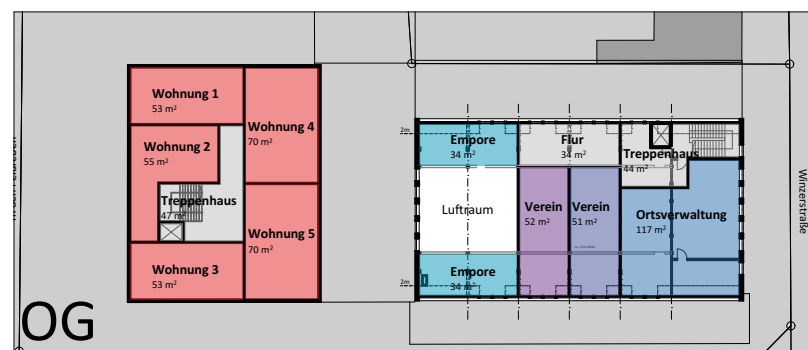 Wohnung 1
53 m²
Wohnung 2
55 m²
Wohnung 4
70 m²
Treppenhaus
47 m²
Wohnung 5
70 m²
Wohnung 3
53 m²
OG
2m
Empore
34 m²
Flur
34 m²
Treppenhaus
44 m²
Luftraum
Verein
52 m²
Verein
51 m²
Ortsverwaltung
117 m²
Empore
34 m²
2m
Winzerstraße